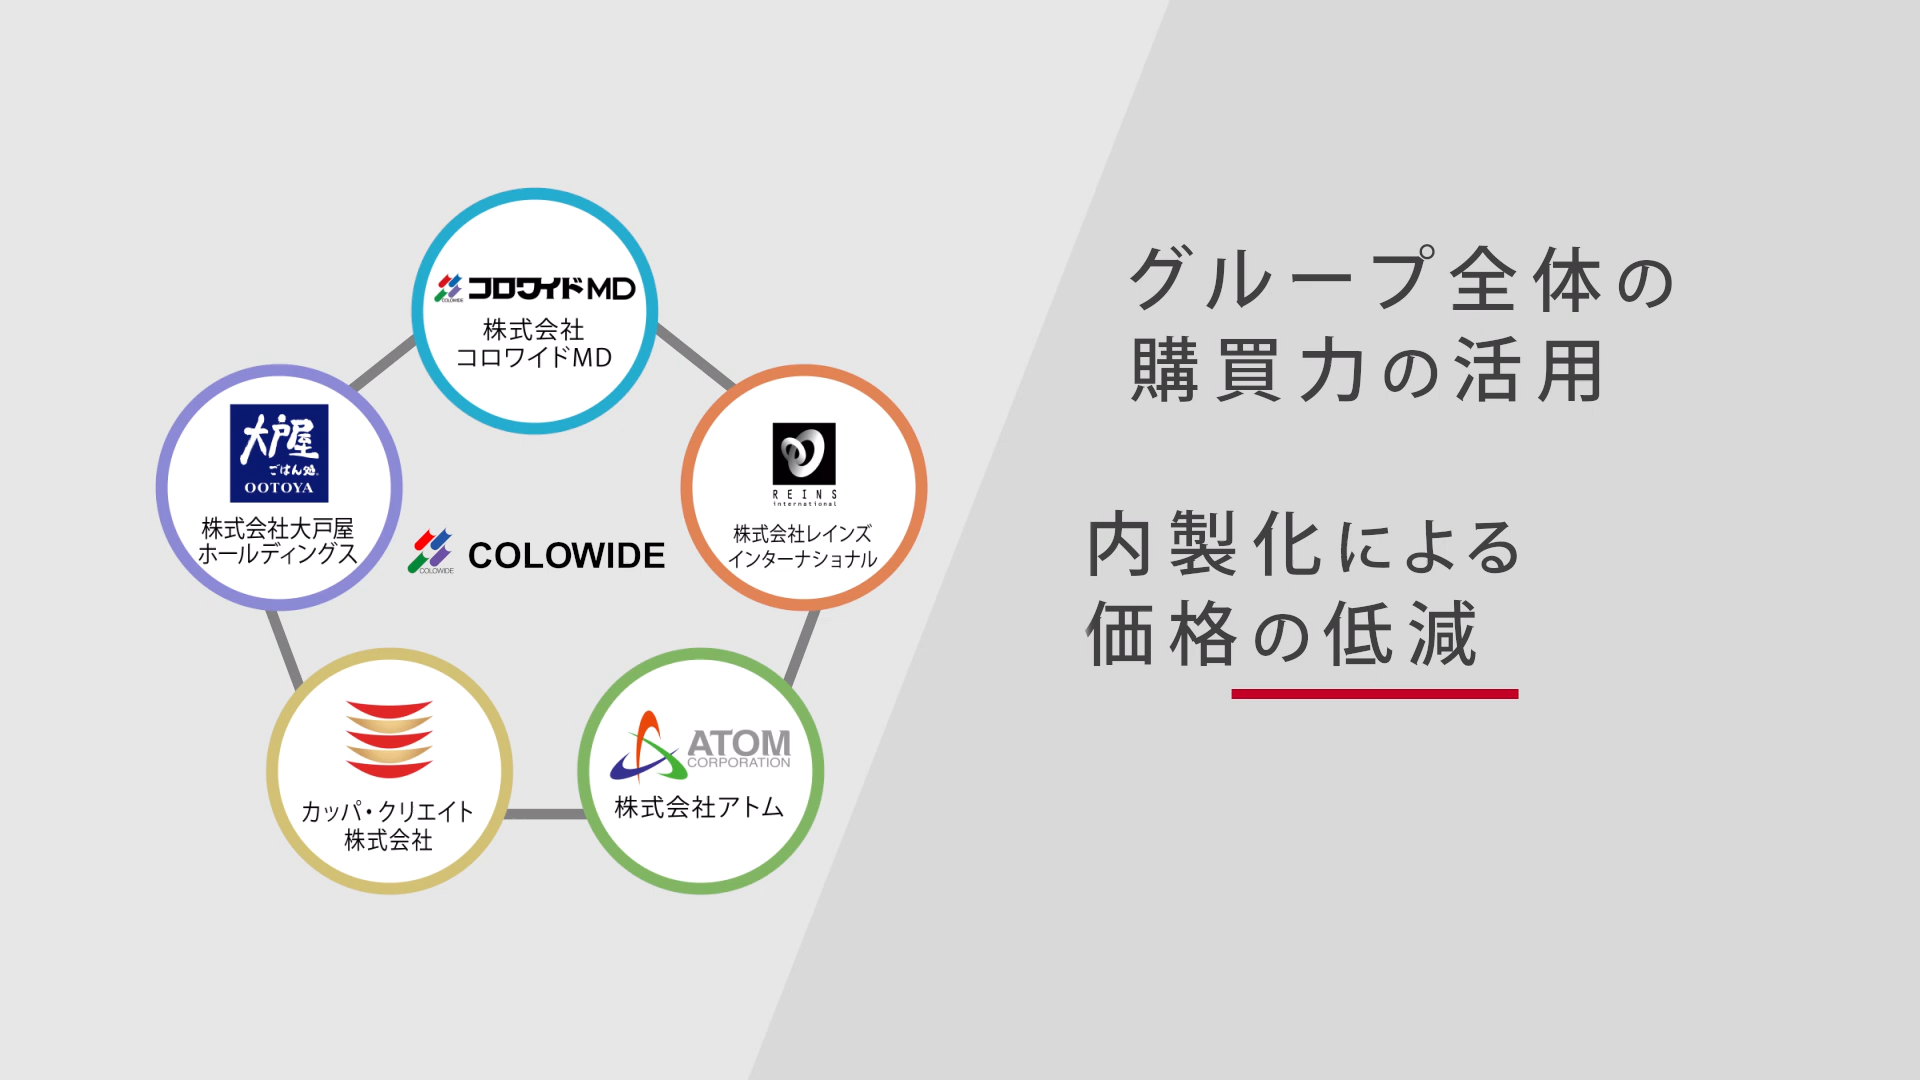 COLOWIDE
コロワイドMD
株式会社
コロワイドMD
大戸屋
ごはん処
OOTOYA
株式会社大戸屋
ホールディングス
REINS
international
株式会社レインズ
インターナショナル
COLOWIDE
COLOWIDE
カッパ・クリエイト
株式会社
ATOM
CORPORATION
株式会社アトム
グループ全体の
購買力の活用
内製化による
価格の低減